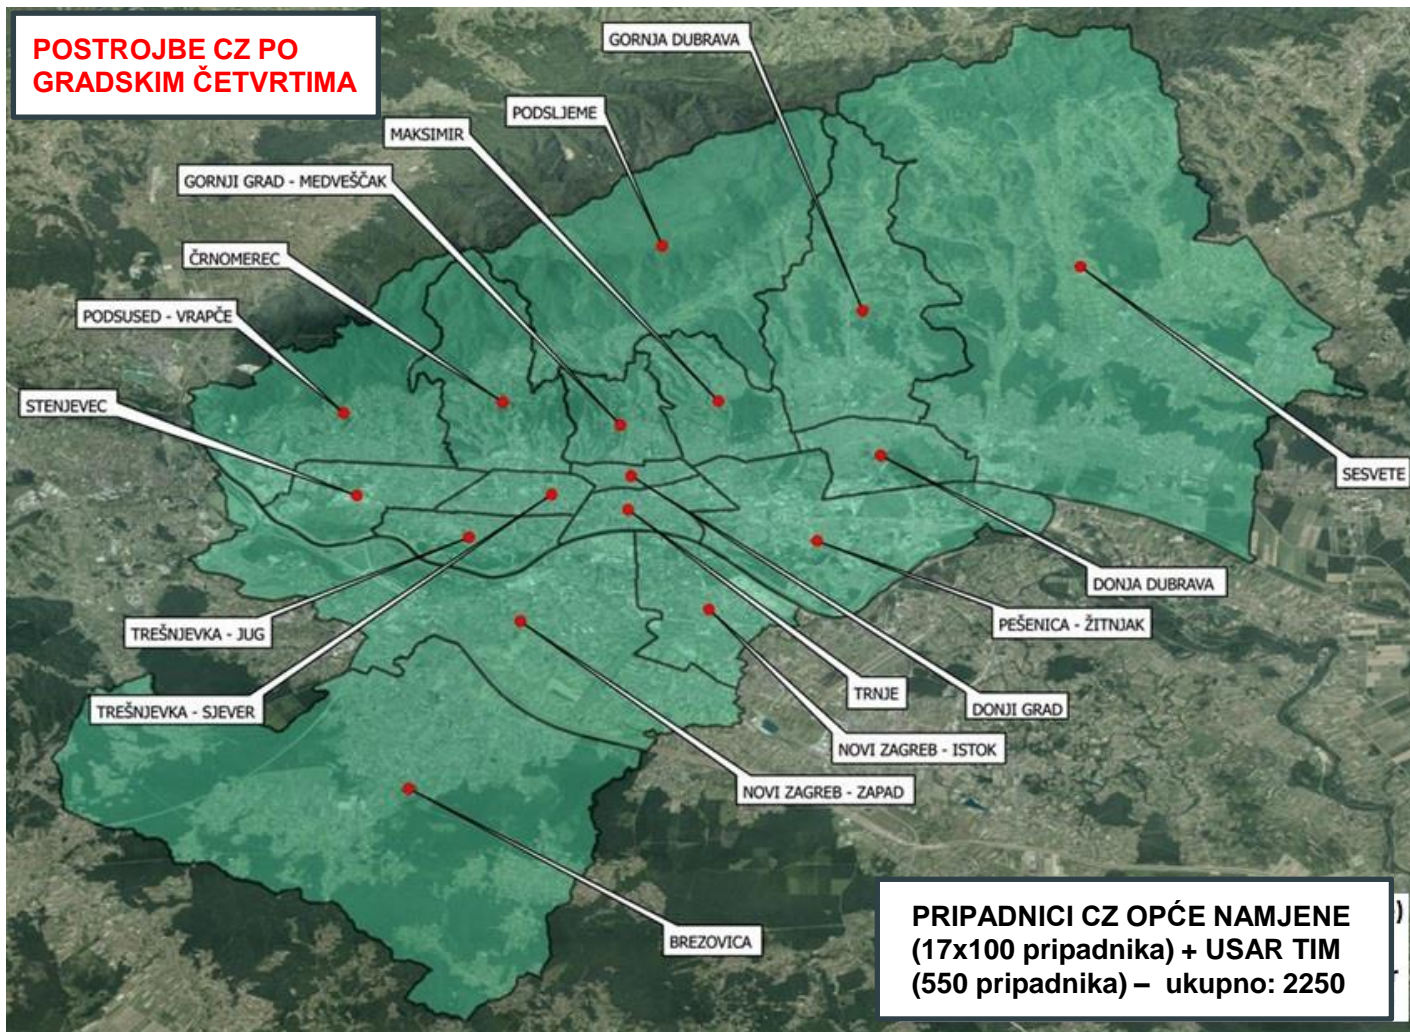 POSTROJBE CZ PO
GRADSKIM ČETVRTIMA
GORNJA DUBRAVA
PODSLJEME
MAKSIMIR
GORNJI GRAD - MEDVEŠČAK
ČRNOMEREC
PODSUSED - VRAPČE
STENJEVEC
SESVETE
DONJA DUBRAVA
PEŠENICA - ŽITNJAK
TREŠNJEVKA - JUG
TRNJE
DONJI GRAD
TREŠNJEVKA - SJEVER
NOVI ZAGREB - ISTOK
NOVI ZAGREB - ZAPAD
BREZOVICA
PRIPADNICI CZ OPĆE NAMJENE
(17x100 pripadnika) + USAR TIM
(550 pripadnika) – ukupno: 2250